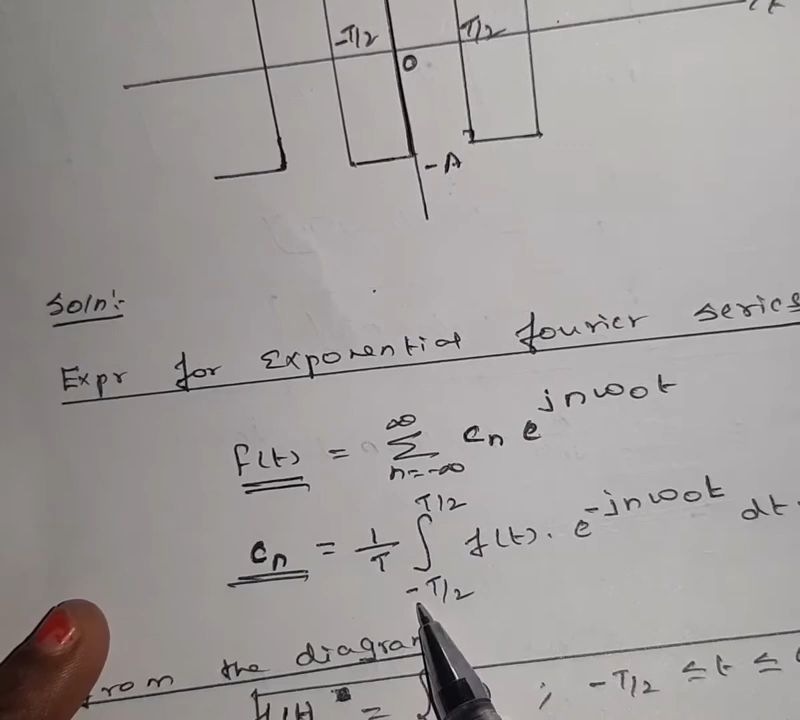 -T/2 0 T/2 t
-A
Soln:-
Expr for Exponential fourier series
f(t) = ∞ Σ n=-∞ cn e^jnω0t
cn = 1/T ∫ T/2 -T/2 f(t). e^-jnω0t dt.
From the diagram
f(t) = ; -T/2 ≤ t ≤ 0